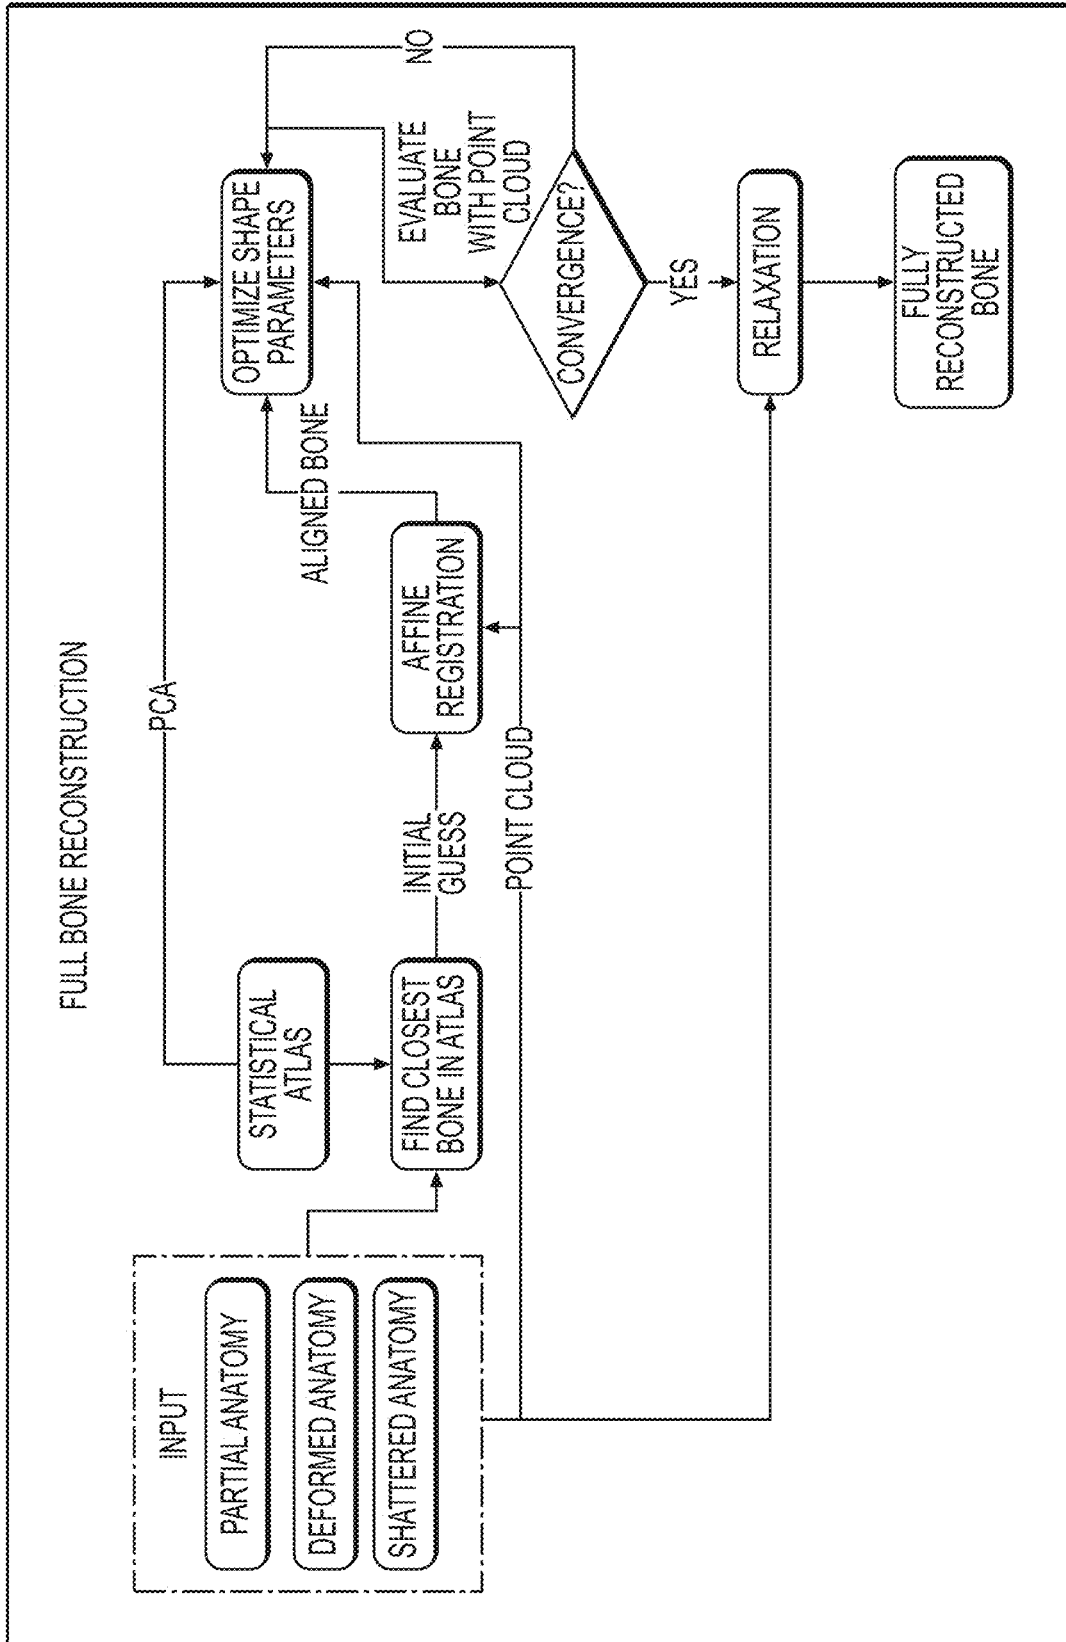 FULL BONE RECONSTRUCTION
INPUT
PARTIAL ANATOMY
DEFORMED ANATOMY
SHATTERED ANATOMY
STATISTICAL
ATLAS
FIND CLOSEST
BONE IN ATLAS
PCA
INITIAL
GUESS
POINT CLOUD
AFFINE
REGISTRATION
ALIGNED BONE
OPTIMIZE SHAPE
PARAMETERS
EVALUATE
BONE
WITH POINT
CLOUD
NO
CONVERGENCE?
YES
RELAXATION
FULLY
RECONSTRUCTED
BONE